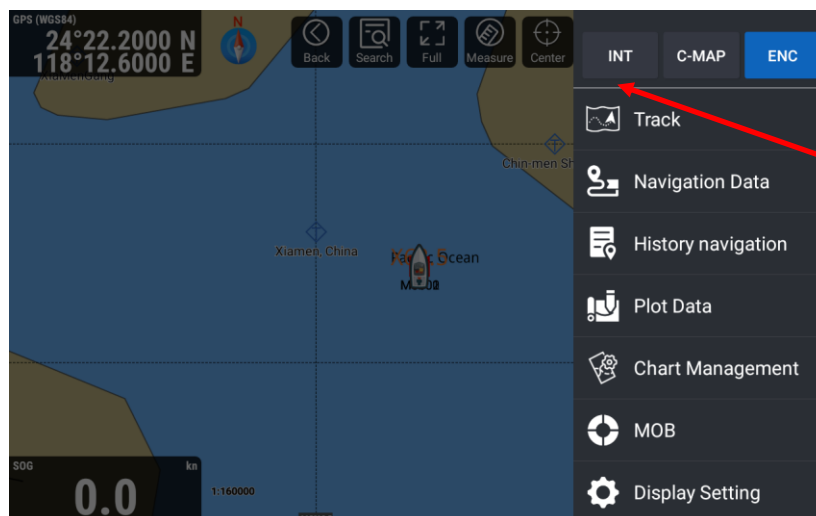 GPS (WGS84)
24°22.2000 N
118°12.6000 E
N
Back
Search
Full
Measure
Center
INT
C-MAP
ENC
Track
Chin-men Sh
Navigation Data
Xiamen, China
History navigation
Ocean
Plot Data
Chart Management
MOB
SOG
kn
0.0
1:160000
Display Setting